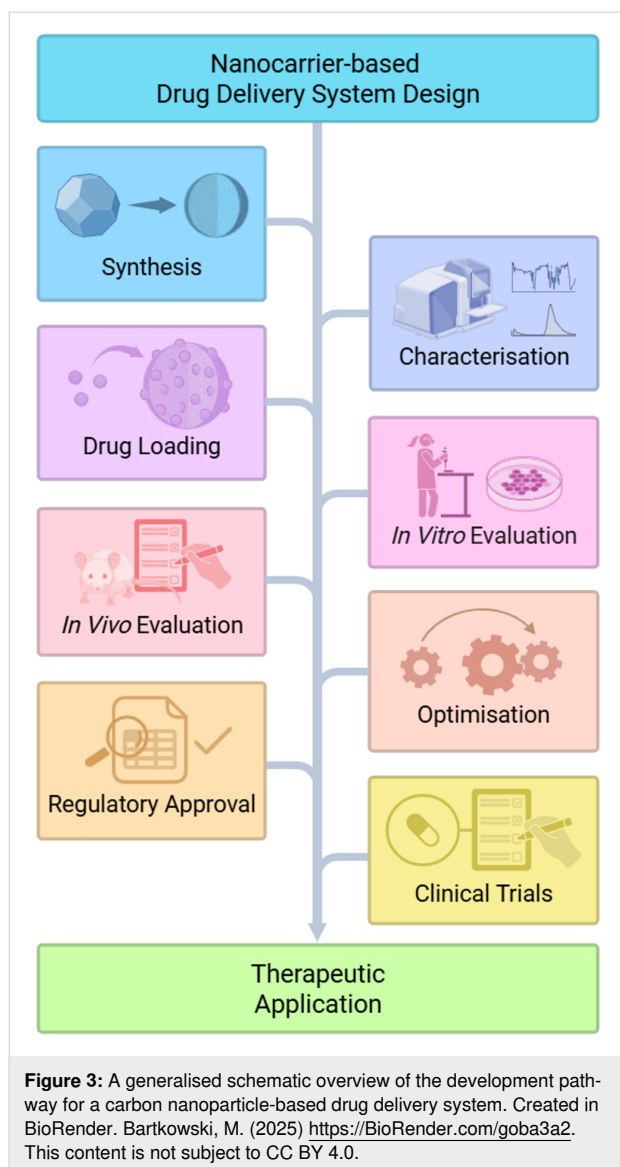 Nanocarrier-based
Drug Delivery System Design
Synthesis
Characterisation
Drug Loading
In Vitro Evaluation
In Vivo Evaluation
Optimisation
Regulatory Approval
Clinical Trials
Therapeutic
Application
Figure 3: A generalised schematic overview of the development path-
way for a carbon nanoparticle-based drug delivery system. Created in
BioRender. Bartkowski, M. (2025) https://BioRender.com/goba3a2.
This content is not subject to CC BY 4.0.